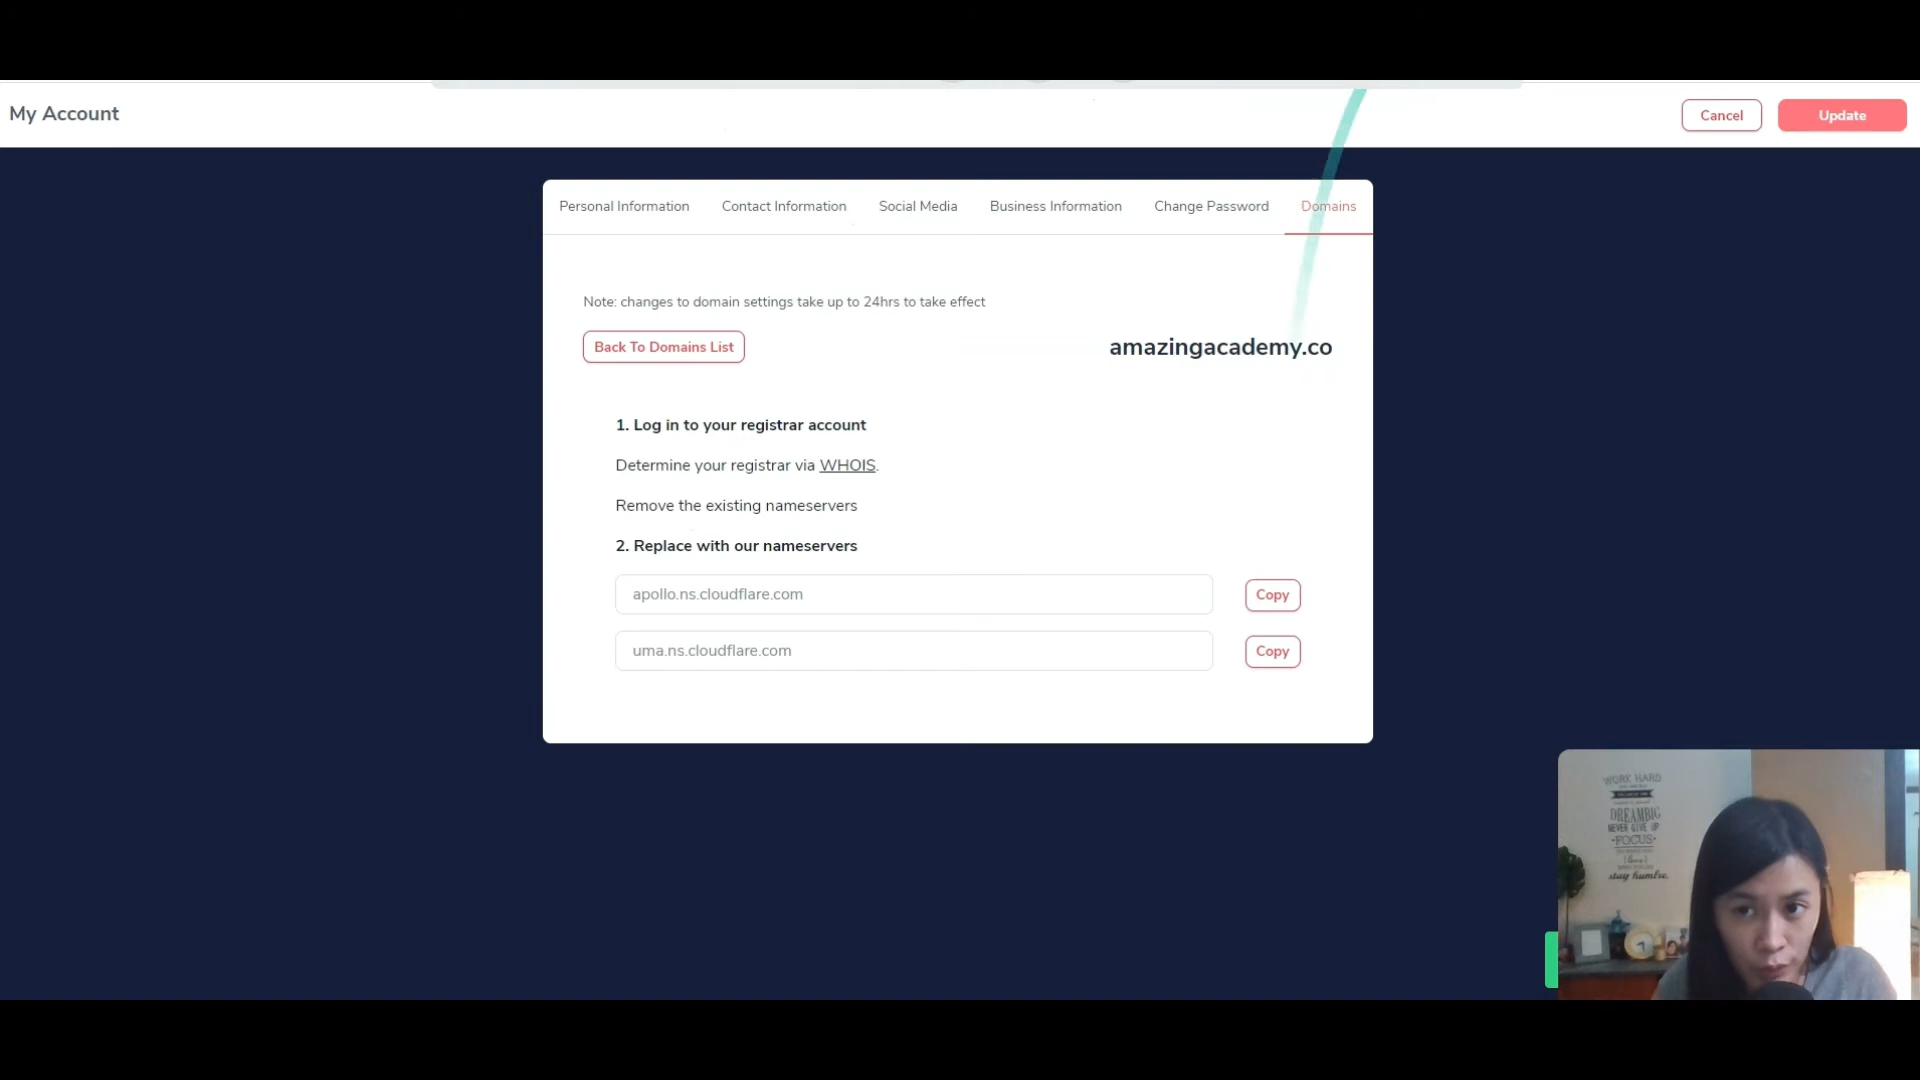 My Account
Cancel
Update
Personal Information
Contact Information
Social Media
Business Information
Change Password
Domains
Note: changes to domain settings take up to 24hrs to take effect
Back To Domains List
amazingacademy.co
1. Log in to your registrar account
Determine your registrar via WHOIS.
Remove the existing nameservers
2. Replace with our nameservers
apollo.ns.cloudflare.com
Copy
uma.ns.cloudflare.com
Copy
WORK HARD
DREAMBIG
NEVER GIVE UP
-FOCUS-
stay humble.